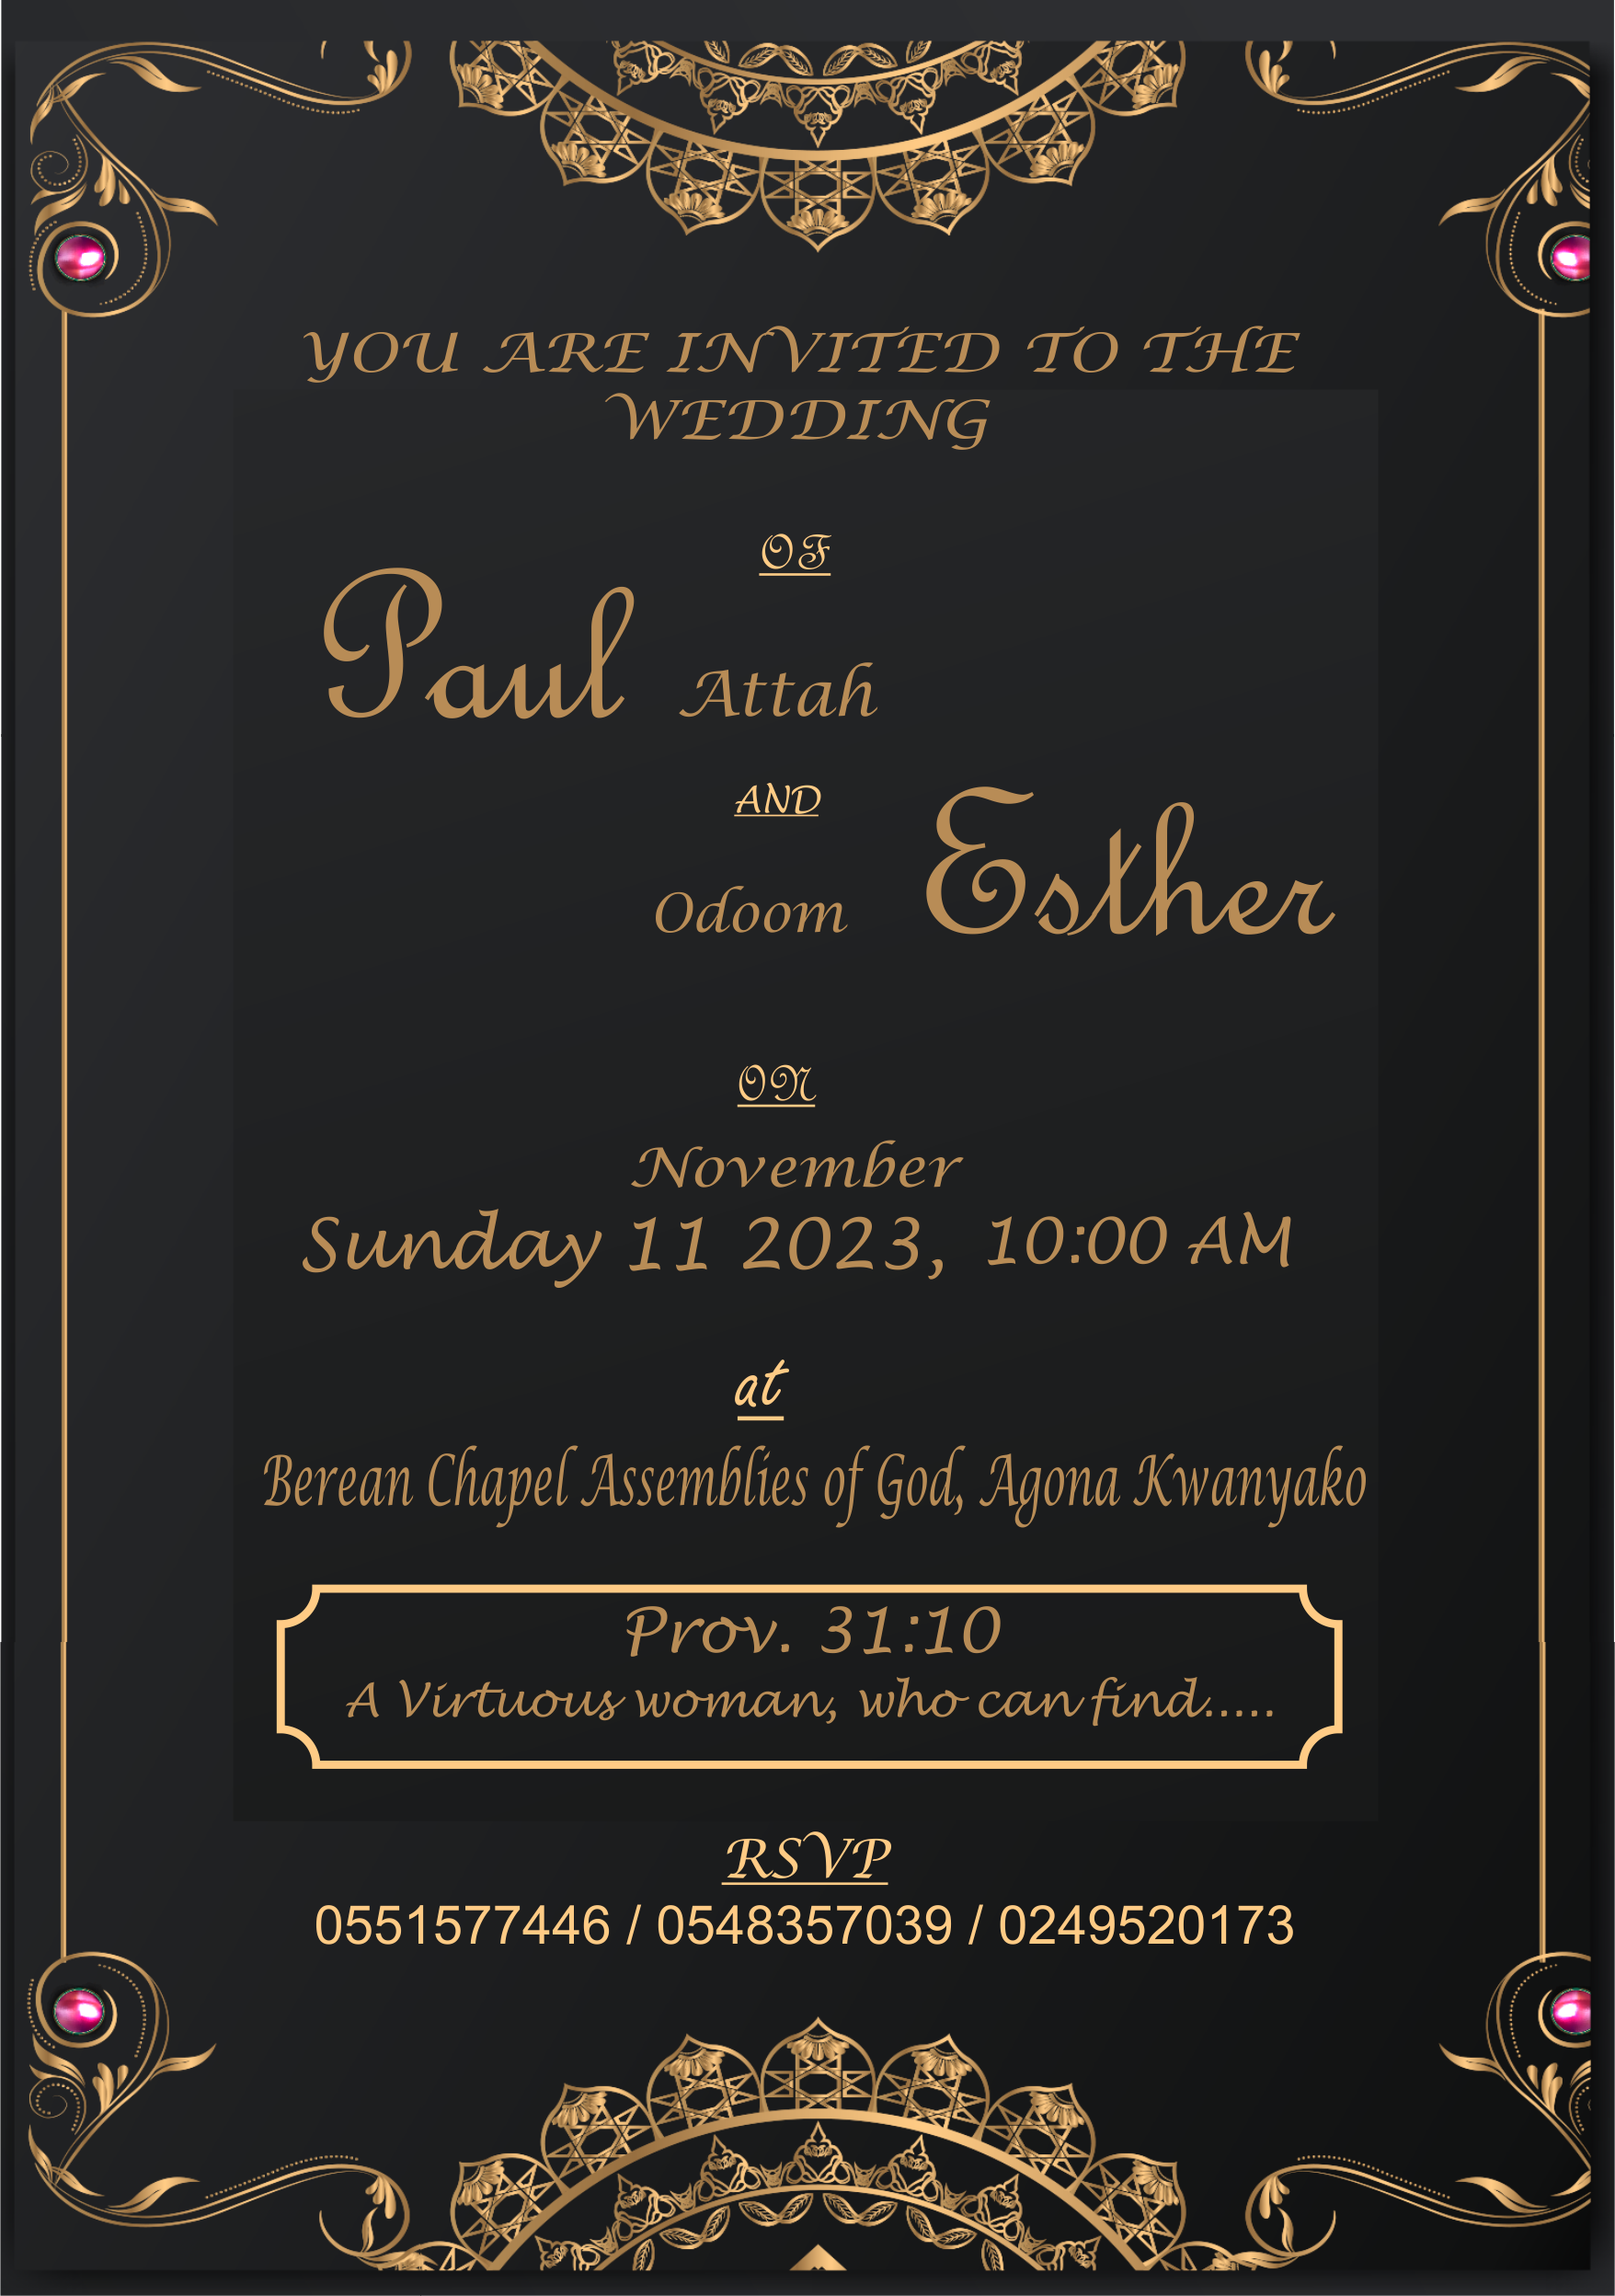 YOU ARE INVITED TO THE
WEDDING
OF
Paul Attah
AND
Odoom Esther
ON
November
Sunday 11 2023, 10:00 AM
at
Berean Chapel Assemblies of God, Agona Kwanyako
Prov. 31:10
A Virtuous woman, who can find.....
RSVP
0551577446 / 0548357039 / 0249520173